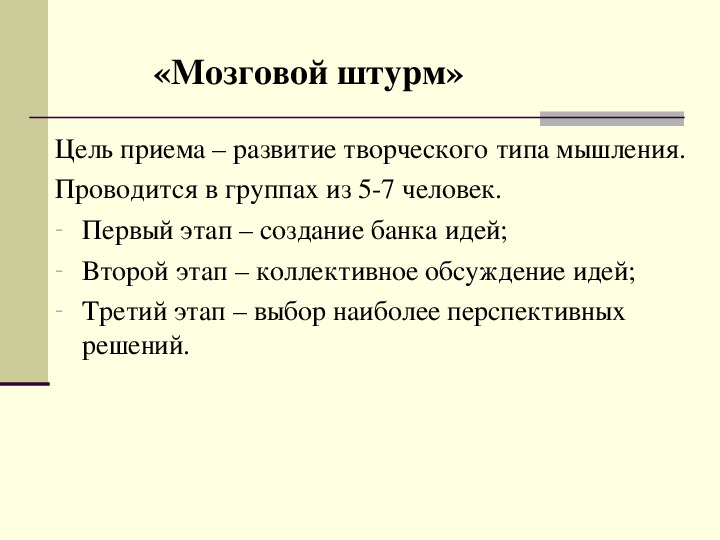 «Мозговой штурм»
Цель приема – развитие творческого типа мышления.
Проводится в группах из 5-7 человек.
- Первый этап – создание банка идей;
- Второй этап – коллективное обсуждение идей;
- Третий этап – выбор наиболее перспективных
решений.